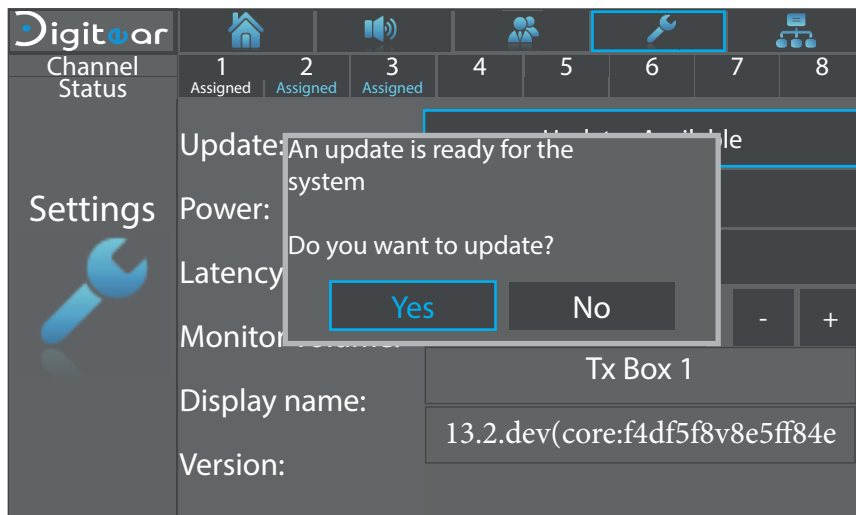 Digitear
Channel
Status
1 2 3 4 5 6 7 8
Assigned Assigned Assigned
Settings
Update:
An update is ready for the
system
Do you want to update?
Yes No
Power:
Latency
Monitor
- +
Display name:
Tx Box 1
Version:
13.2.dev(core:f4df5f8v8e5ff84e